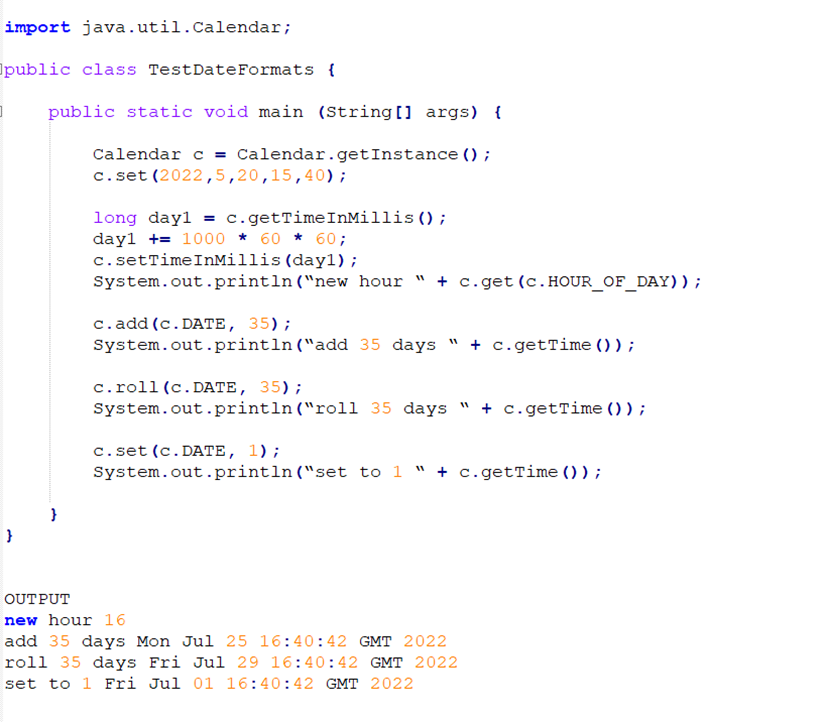 import java.util.Calendar;
public class TestDateFormats {
public static void main (String[] args) {
Calendar c = Calendar.getInstance();
c.set(2022,5,20,15,40);
long day1 = c.getTimeInMillis();
day1 += 1000 * 60 * 60;
c.setTimeInMillis(day1);
System.out.println(“new hour “ + c.get(c.HOUR_OF_DAY));
c.add(c.DATE, 35);
System.out.println(“add 35 days “ + c.getTime());
c.roll(c.DATE, 35);
System.out.println(“roll 35 days “ + c.getTime());
c.set(c.DATE, 1);
System.out.println(“set to 1 “ + c.getTime());
}
}
OUTPUT
new hour 16
add 35 days Mon Jul 25 16:40:42 GMT 2022
roll 35 days Fri Jul 29 16:40:42 GMT 2022
set to 1 Fri Jul 01 16:40:42 GMT 2022